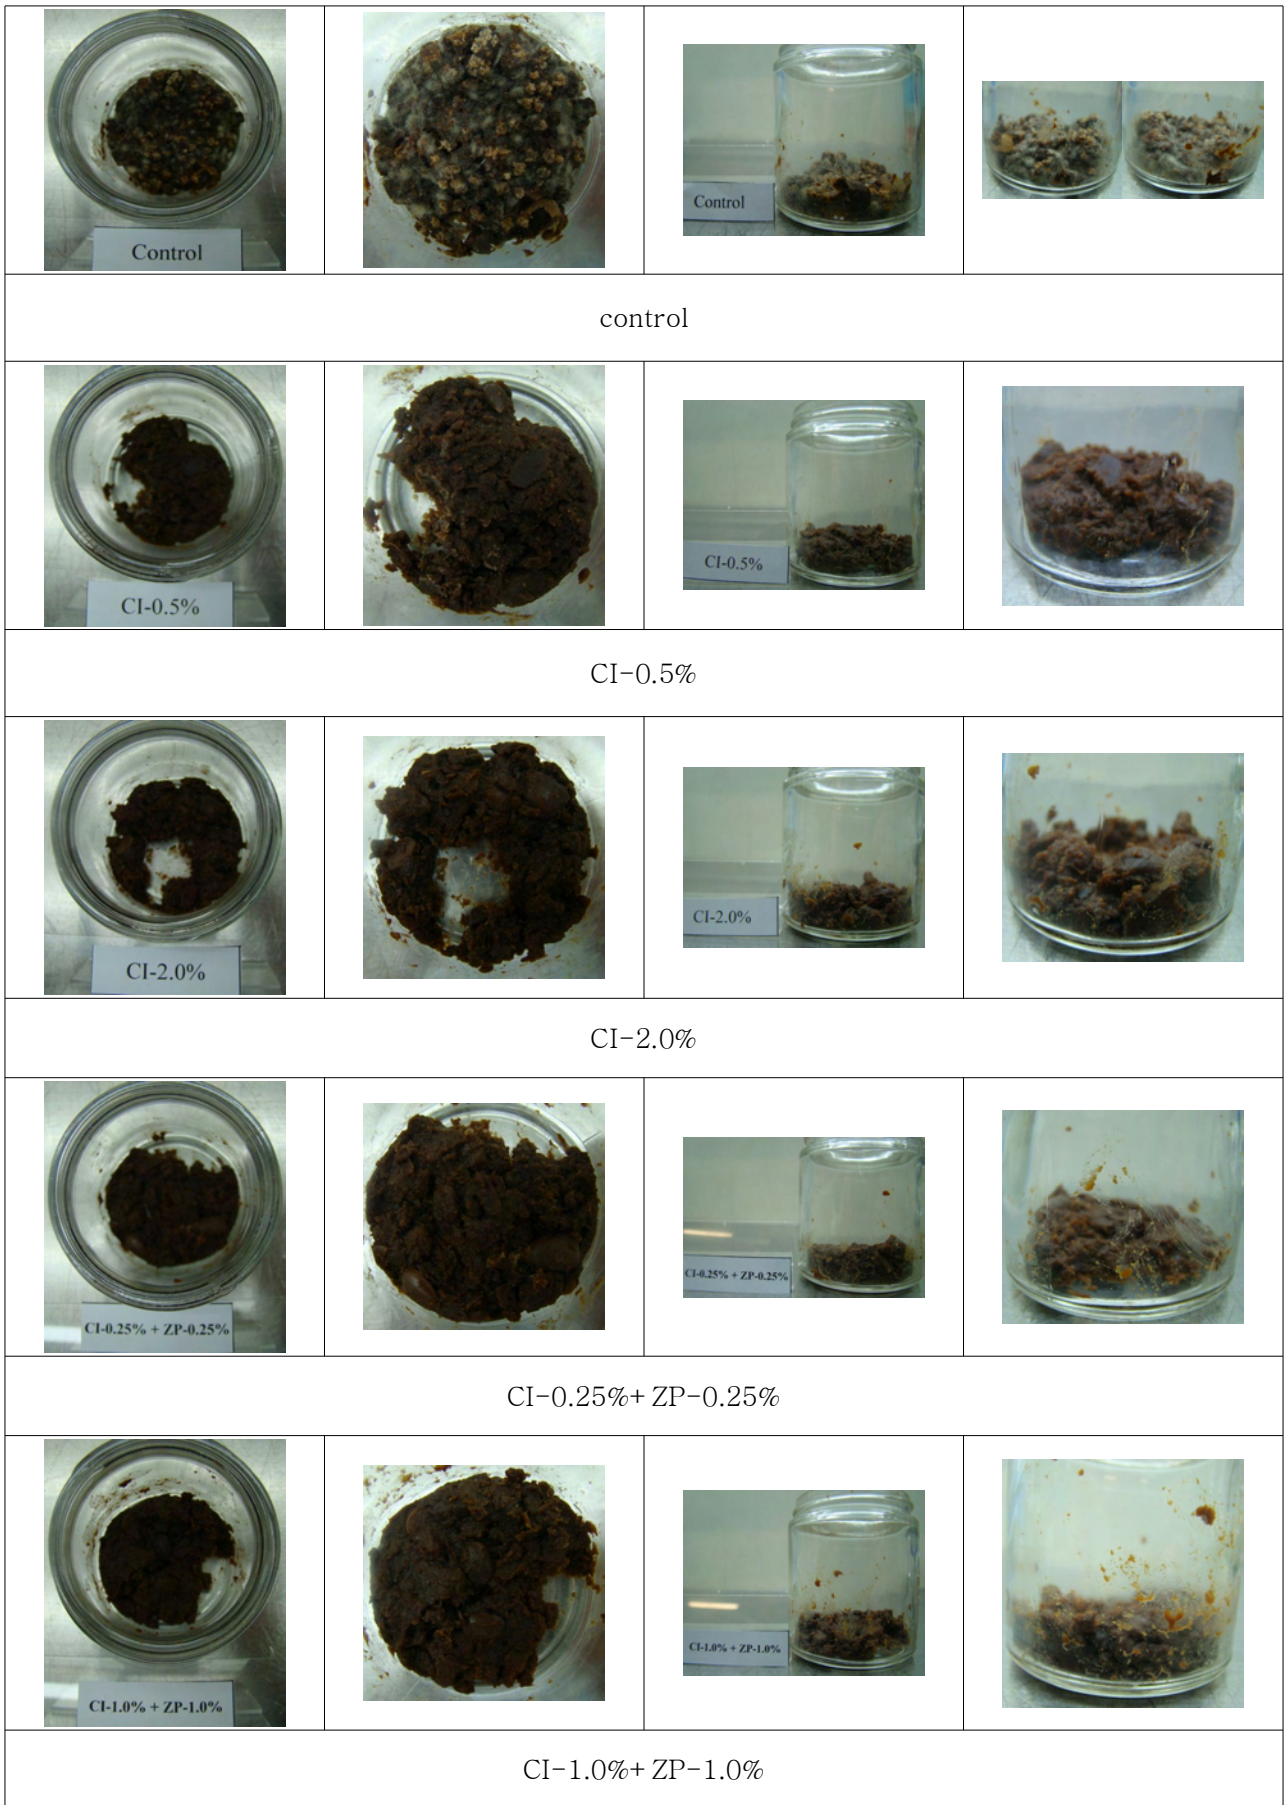 Control
Control
control
CI-0.5%
CI-0.5%
CI-0.5%
CI-2.0%
CI-2.0%
CI-2.0%
CI-0.25% + ZP-0.25%
CI-0.25% + ZP-0.25%
CI-0.25%+ ZP-0.25%
CI-1.0% + ZP-1.0%
CI-1.0% + ZP-1.0%
CI-1.0%+ ZP-1.0%